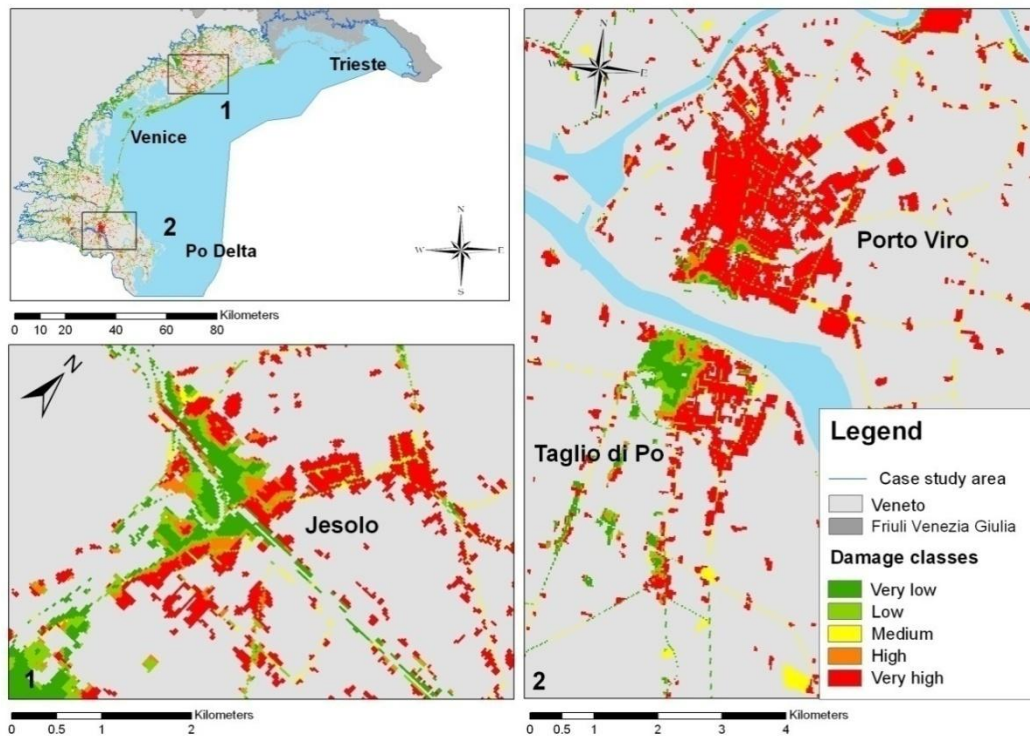 Trieste
1
Venice
2
Po Delta
N
W E
S
Kilometers
0 10 20 40 60 80
N
Jesolo
1
Kilometers
0 0.5 1 2
N
W E
S
Porto Viro
Taglio di Po
2
Legend
Case study area
Veneto
Friuli Venezia Giulia
Damage classes
Very low
Low
Medium
High
Very high
Kilometers
0 0.5 1 2 3 4